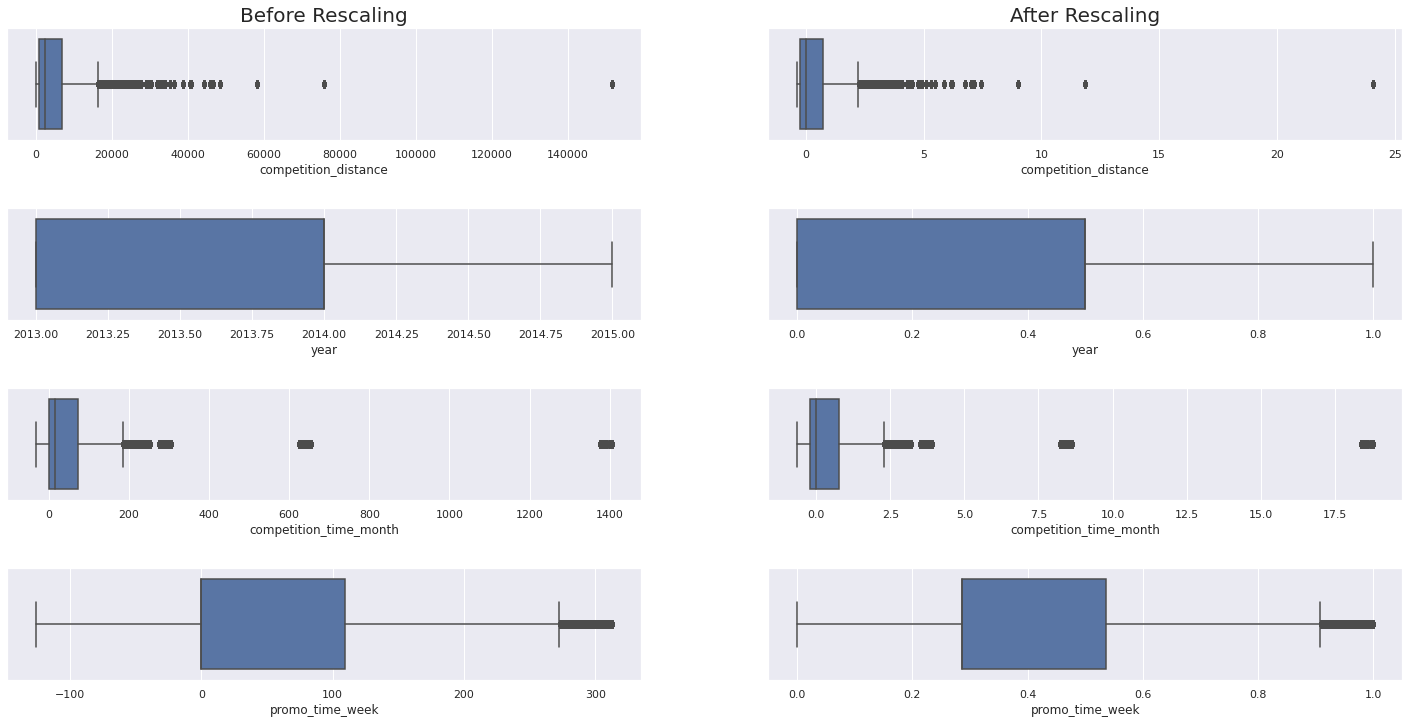 Before Rescaling
After Rescaling
0 20000 40000 60000 80000 100000 120000 140000
competition_distance
0 5 10 15 20 25
competition_distance
2013.00 2013.25 2013.50 2013.75 2014.00 2014.25 2014.50 2014.75 2015.00
year
0.0 0.2 0.4 0.6 0.8 1.0
year
0 200 400 600 800 1000 1200 1400
competition_time_month
0.0 2.5 5.0 7.5 10.0 12.5 15.0 17.5
competition_time_month
−100 0 100 200 300
promo_time_week
0.0 0.2 0.4 0.6 0.8 1.0
promo_time_week